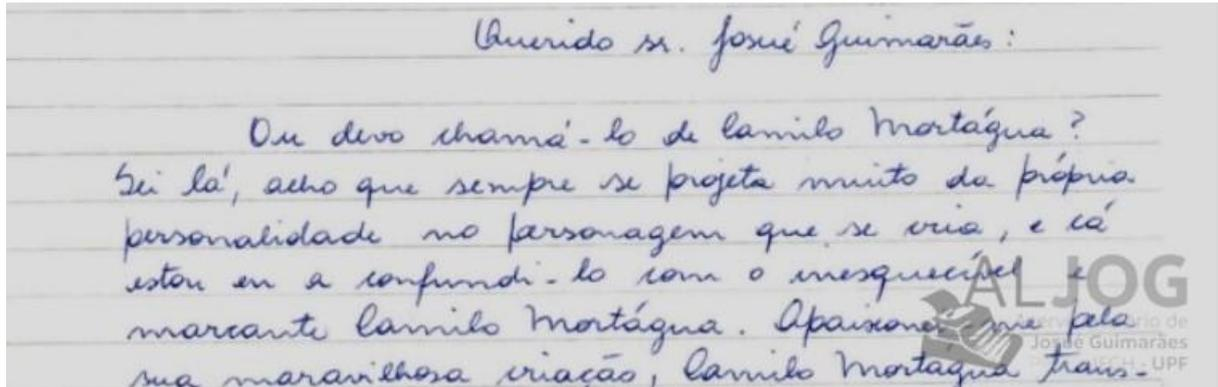 Querido sr. Josué Guimarães:
Ou devo chamá-lo de Camilo Mortágua?
Sei lá, acho que sempre se projeta muito da própria
personalidade no personagem que se cria, e cá
estou eu a confundi-lo com o inesquecível e
marcante Camilo Mortágua. Apaixonei-me pela
sua maravilhosa criação, Camilo Mortágua trans-
ALJOG
Josué Guimarães
UPF